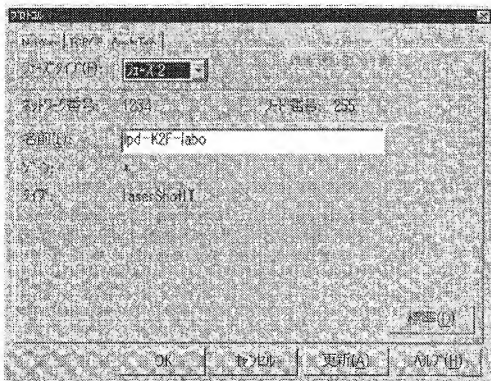 プロトコル
NetWare TCP/IP AppleTalk
フェーズタイプ(P): フェーズ2
ネットワーク番号: 1234 ノード番号: 255
名前(L): lpd-K2F-labo
ゾーン: *
タイプ: LaserShotLT
標準(D)
OK キャンセル 更新(A) ヘルプ(H)